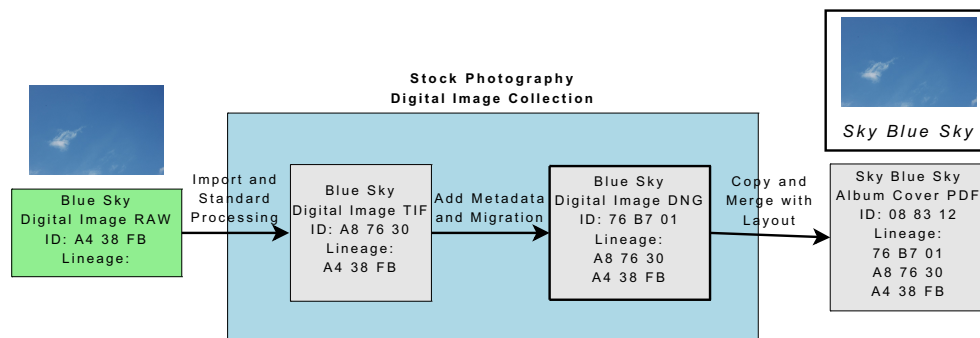 Stock Photography
Digital Image Collection
Sky Blue Sky
Blue Sky
Digital Image RAW
ID: A4 38 FB
Lineage:
Import and
Standard
Processing
Blue Sky
Digital Image TIF
ID: A8 76 30
Lineage:
A4 38 FB
Add Metadata
and Migration
Blue Sky
Digital Image DNG
ID: 76 B7 01
Lineage:
A8 76 30
A4 38 FB
Copy and
Merge with
Layout
Sky Blue Sky
Album Cover PDF
ID: 08 83 12
Lineage:
76 B7 01
A8 76 30
A4 38 FB